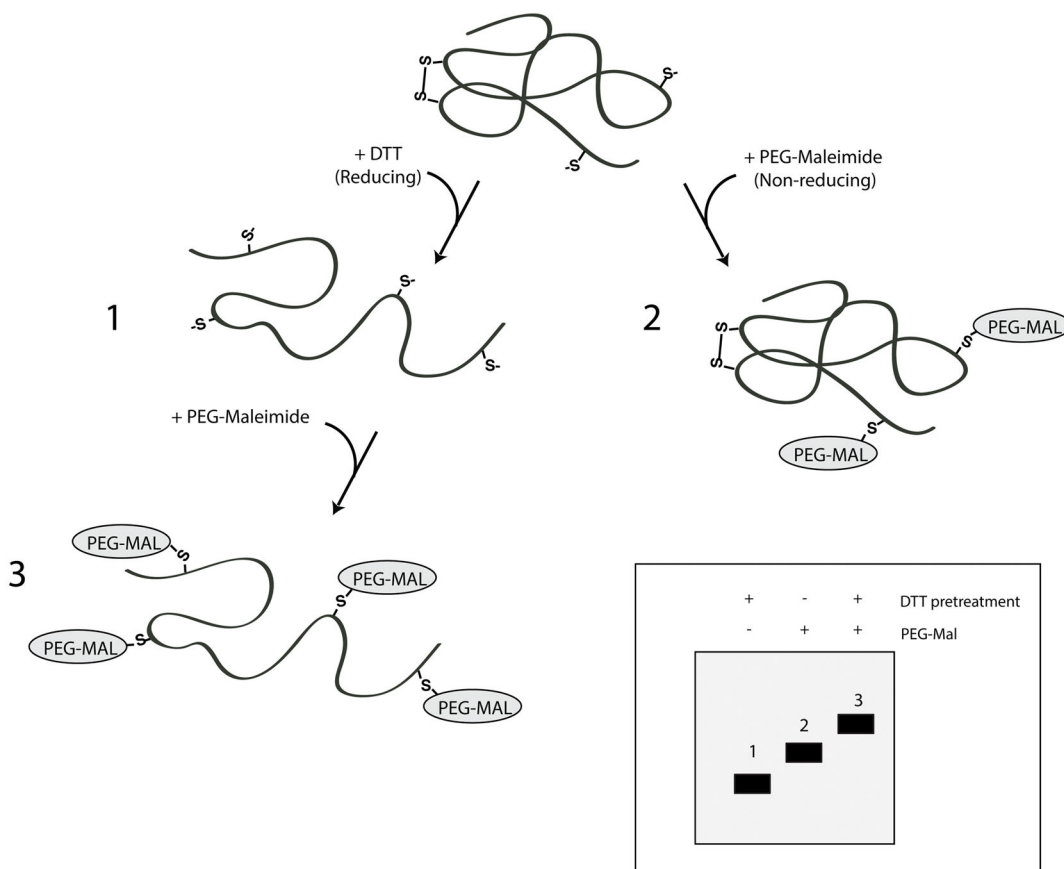 S
S
S-
-S
+ DTT
(Reducing)
+ PEG-Maleimide
(Non-reducing)
1
S-
S-
-S
S-
2
S
S
S
PEG-MAL
S
PEG-MAL
+ PEG-Maleimide
3
PEG-MAL
S
PEG-MAL
S
PEG-MAL
S
S
PEG-MAL
+ - + DTT pretreatment
- + + PEG-Mal
3
2
1